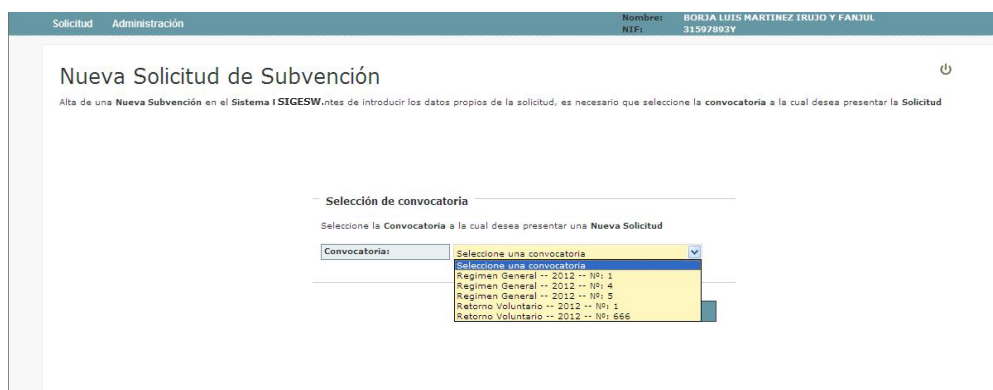 Solicitud Administración Nombre: BORJA LUIS MARTINEZ IRUJO Y FANJUL
NIF: 31597893Y
Nueva Solicitud de Subvención
Alta de una Nueva Subvención en el Sistema I SIGESW.ntes de introducir los datos propios de la solicitud, es necesario que seleccione la convocatoria a la cual desea presentar la Solicitud
Selección de convocatoria
Seleccione la Convocatoria a la cual desea presentar una Nueva Solicitud
Convocatoria: Seleccione una convocatoria
Seleccione una convocatoria
Regimen General -- 2012 -- Nº: 1
Regimen General -- 2012 -- Nº: 4
Regimen General -- 2012 -- Nº: 5
Retorno Voluntario -- 2012 -- Nº: 1
Retorno Voluntario -- 2012 -- Nº: 666